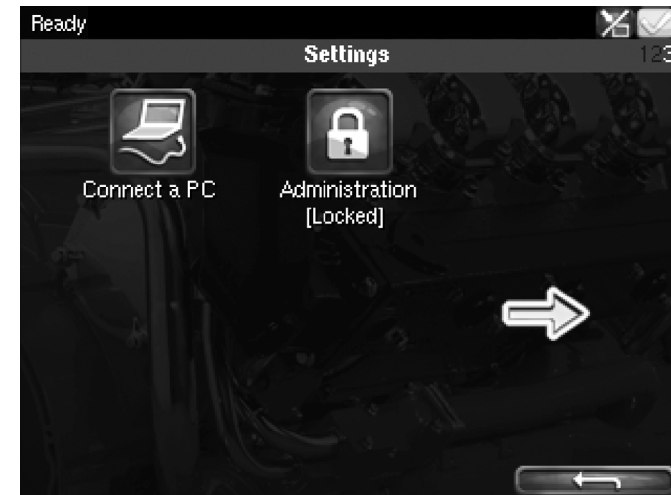 Ready
Settings
123
Connect a PC
Administration
[Locked]